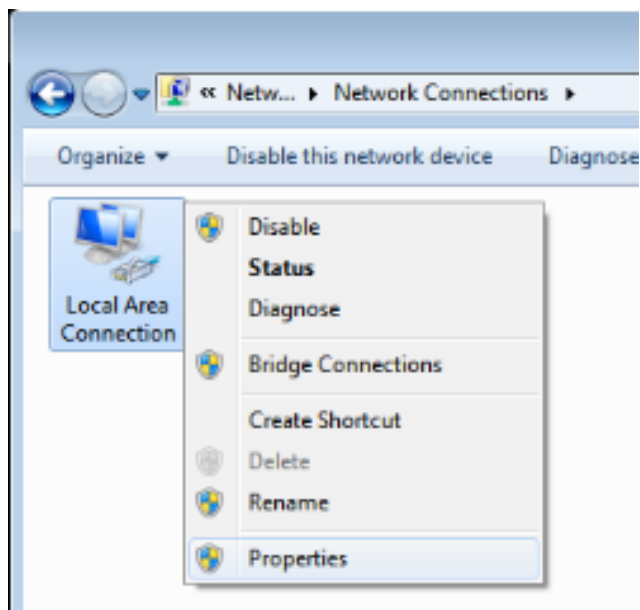 « Netw... ▸ Network Connections ▸
Organize ▾ Disable this network device Diagnose
Local Area
Connection
Disable
Status
Diagnose
Bridge Connections
Create Shortcut
Delete
Rename
Properties